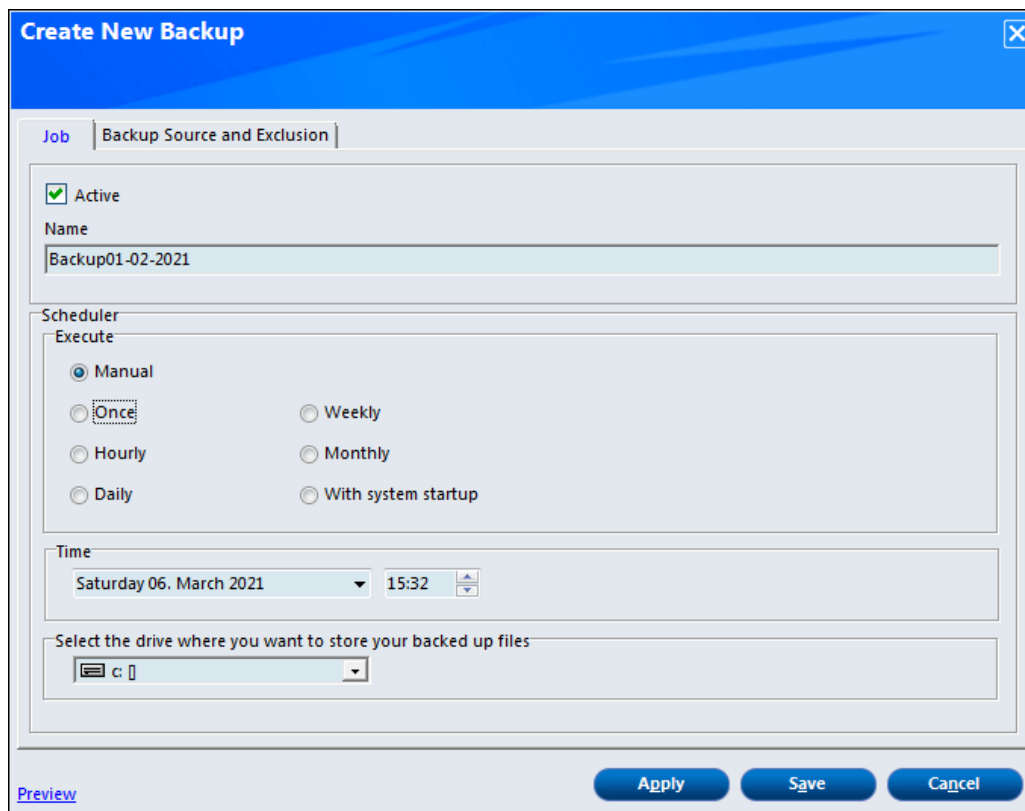 Create New Backup
Job
Backup Source and Exclusion
Active
Name
Backup01-02-2021
Scheduler
Execute
Manual
Once
Weekly
Hourly
Monthly
Daily
With system startup
Time
Saturday 06. March 2021
15:32
Select the drive where you want to store your backed up files
c: []
Preview
Apply
Save
Cancel